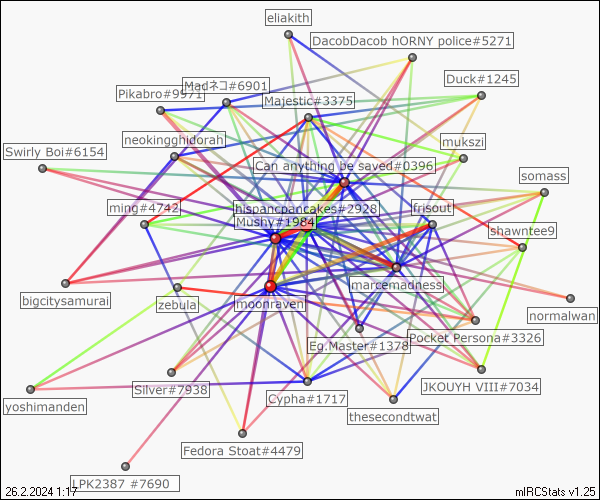 eliakith
DacobDacob hORNY police#5271
Madネコ#6901
Duck#1245
Pikabro#9971
Majestic#3375
neokingghidorah
mukszi
Swirly Boi#6154
Can anything be saved#0396
somass
ming#4742
hispancpancakes#2928
frisout
Mushy#1984
shawntee9
marcemadness
bigcitysamurai
zebula
moonraven
normalwan
Eg.Master#1378
Pocket Persona#3326
Silver#7938
JKOUYH VIII#7034
yoshimanden
Cypha#1717
thesecondtwat
Fedora Stoat#4479
LPK2387 #7690
26.2.2024 1:17
mIRCStats v1.25